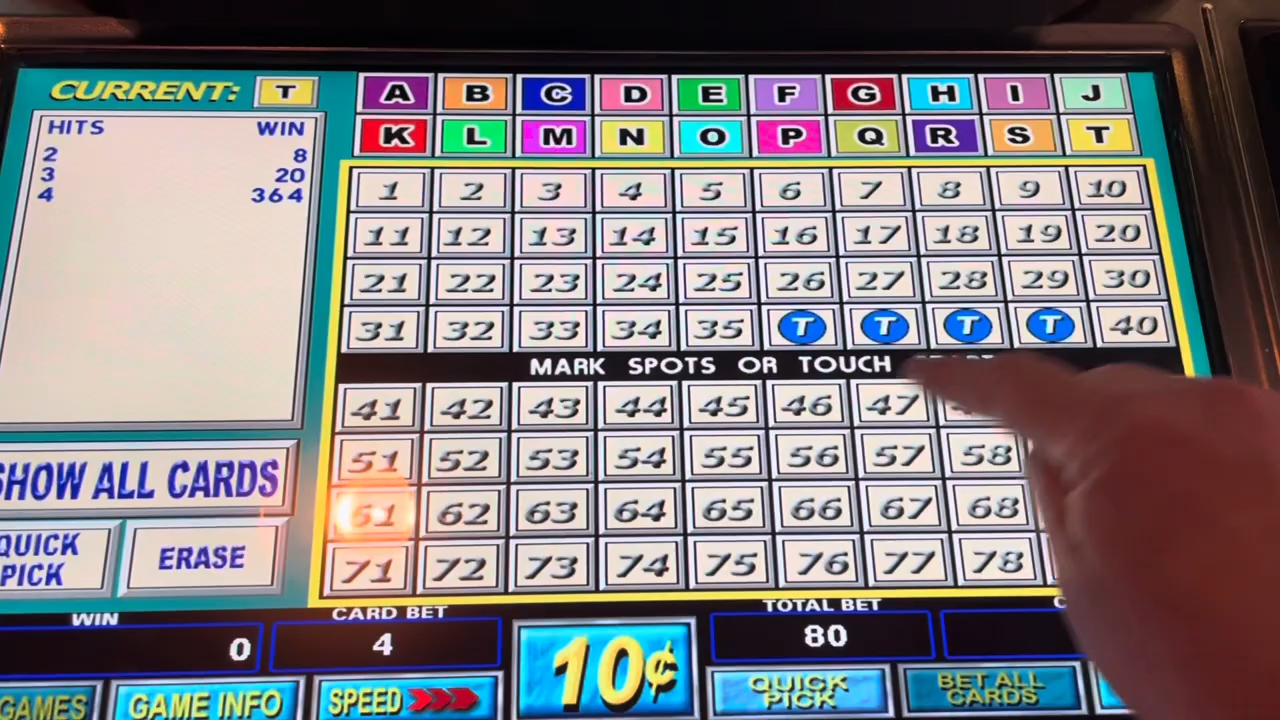 CURRENT: T
HITS WIN
2 8
3 20
4 364
SHOW ALL CARDS
QUICK PICK
ERASE
A B C D E F G H I J
K L M N O P Q R S T
1 2 3 4 5 6 7 8 9 10
11 12 13 14 15 16 17 18 19 20
21 22 23 24 25 26 27 28 29 30
31 32 33 34 35 T T T T 40
MARK SPOTS OR TOUCH
41 42 43 44 45 46 47
51 52 53 54 55 56 57 58
61 62 63 64 65 66 67 68
71 72 73 74 75 76 77 78
WIN CARD BET TOTAL BET
0 4 10¢ 80
GAMES GAME INFO SPEED QUICK PICK BET ALL CARDS